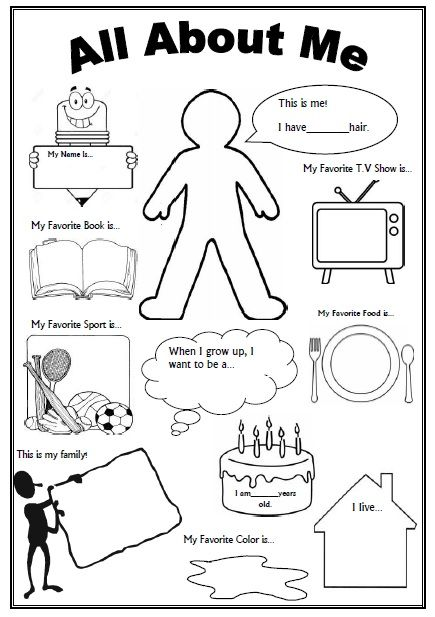 All About Me
This is me!
I have_______hair.
My Name Is...
My Favorite T.V Show is...
My Favorite Book is...
My Favorite Sport is...
My Favorite Food is...
When I grow up, I
want to be a...
This is my family!
I am______years
old.
I live...
My Favorite Color is...